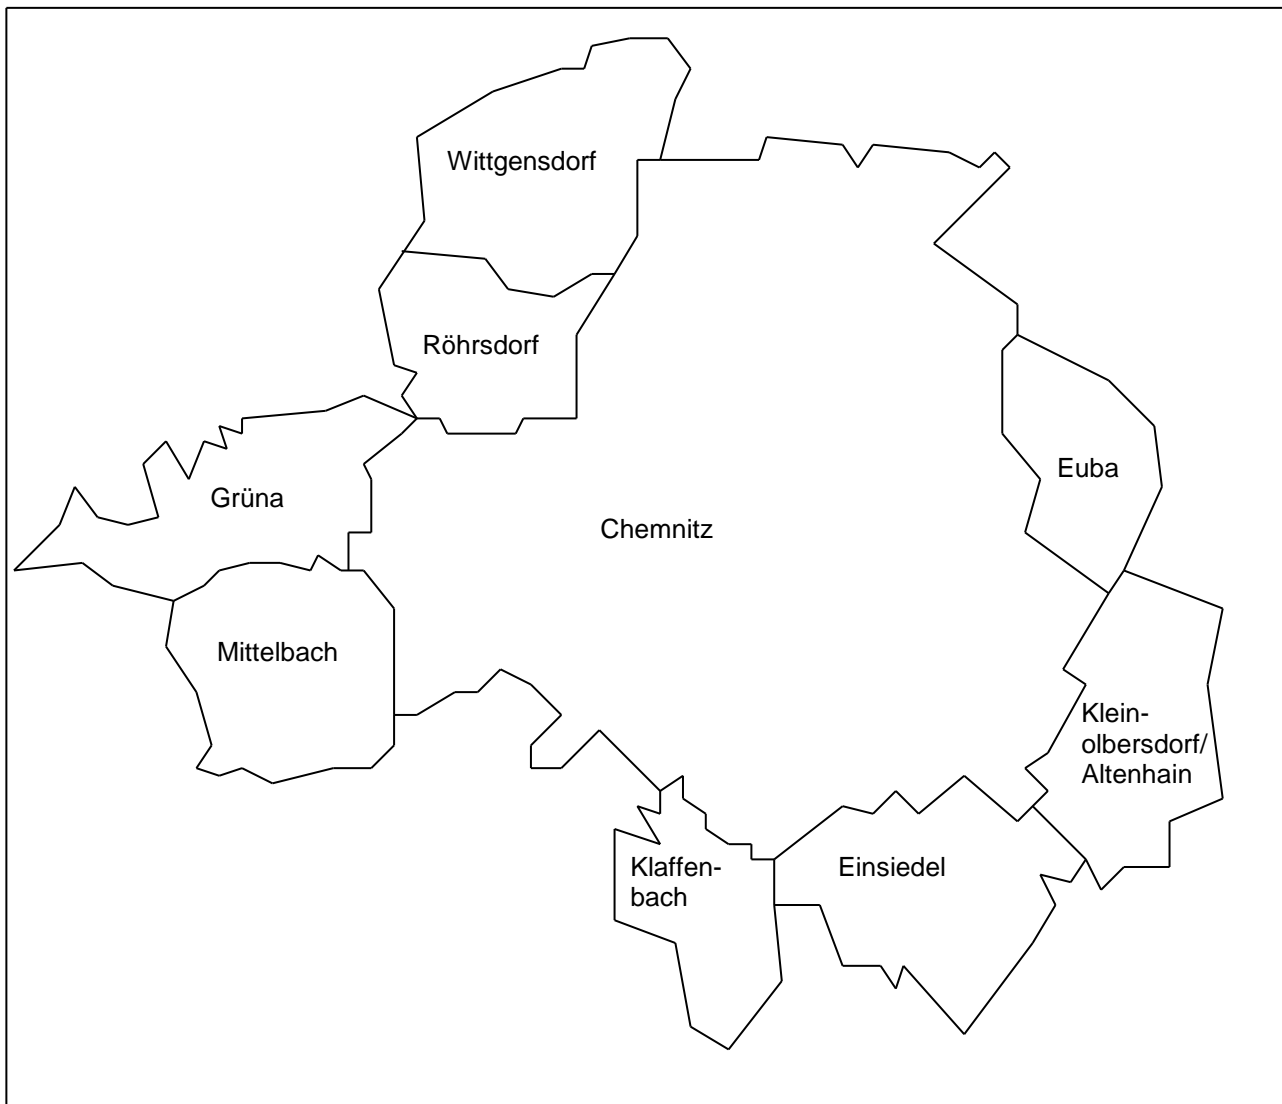 Wittgensdorf
Röhrsdorf
Euba
Grüna
Chemnitz
Mittelbach
Klein-
olbersdorf/
Altenhain
Klaffen-
bach
Einsiedel